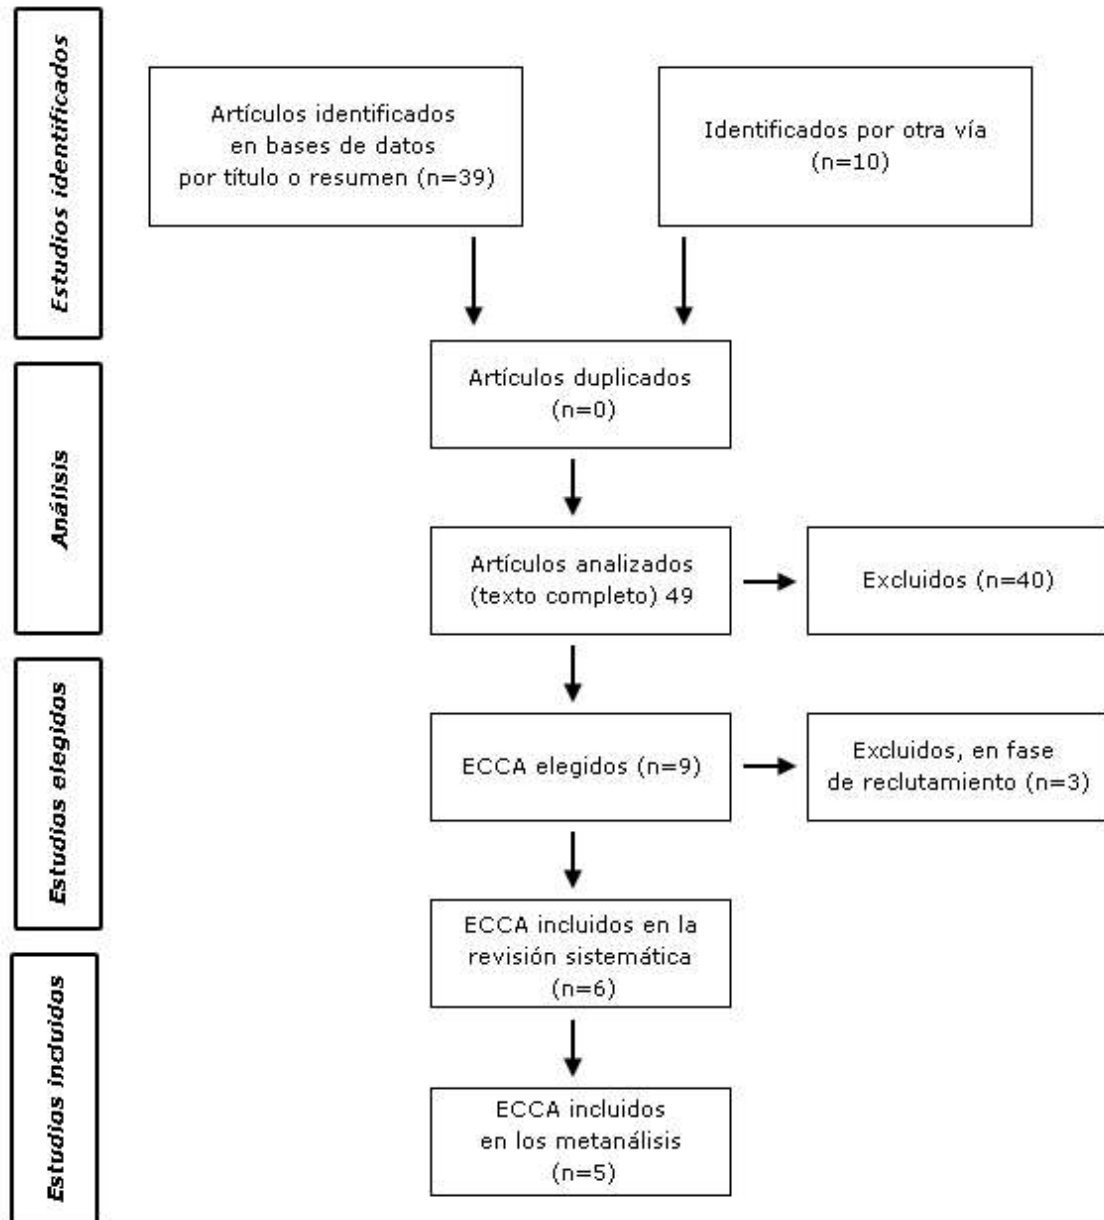 Estudios identificados
Artículos identificados
en bases de datos
por título o resumen (n=39)
Identificados por otra vía
(n=10)
Artículos duplicados
(n=0)
Análisis
Artículos analizados
(texto completo) 49
Excluidos (n=40)
Estudios elegidos
ECCA elegidos (n=9)
Excluidos, en fase
de reclutamiento (n=3)
ECCA incluidos en la
revisión sistemática
(n=6)
Estudios incluidos
ECCA incluidos
en los metanálisis
(n=5)